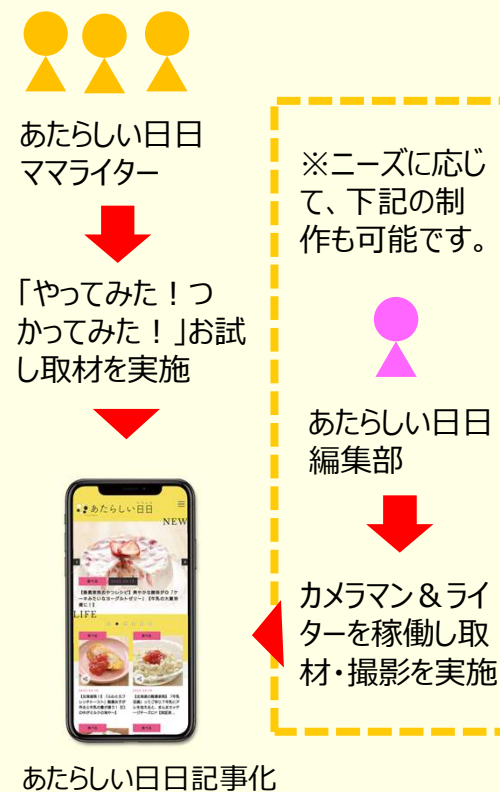 あたらしい日日
ママライター
「やってみた！つ
かってみた！」お試
し取材を実施
あたらしい日日
NEW
LIFE
あたらしい日日記事化
※ニーズに応じ
て、下記の制
作も可能です。
あたらしい日日
編集部
カメラマン＆ライ
ターを稼働し取
材・撮影を実施